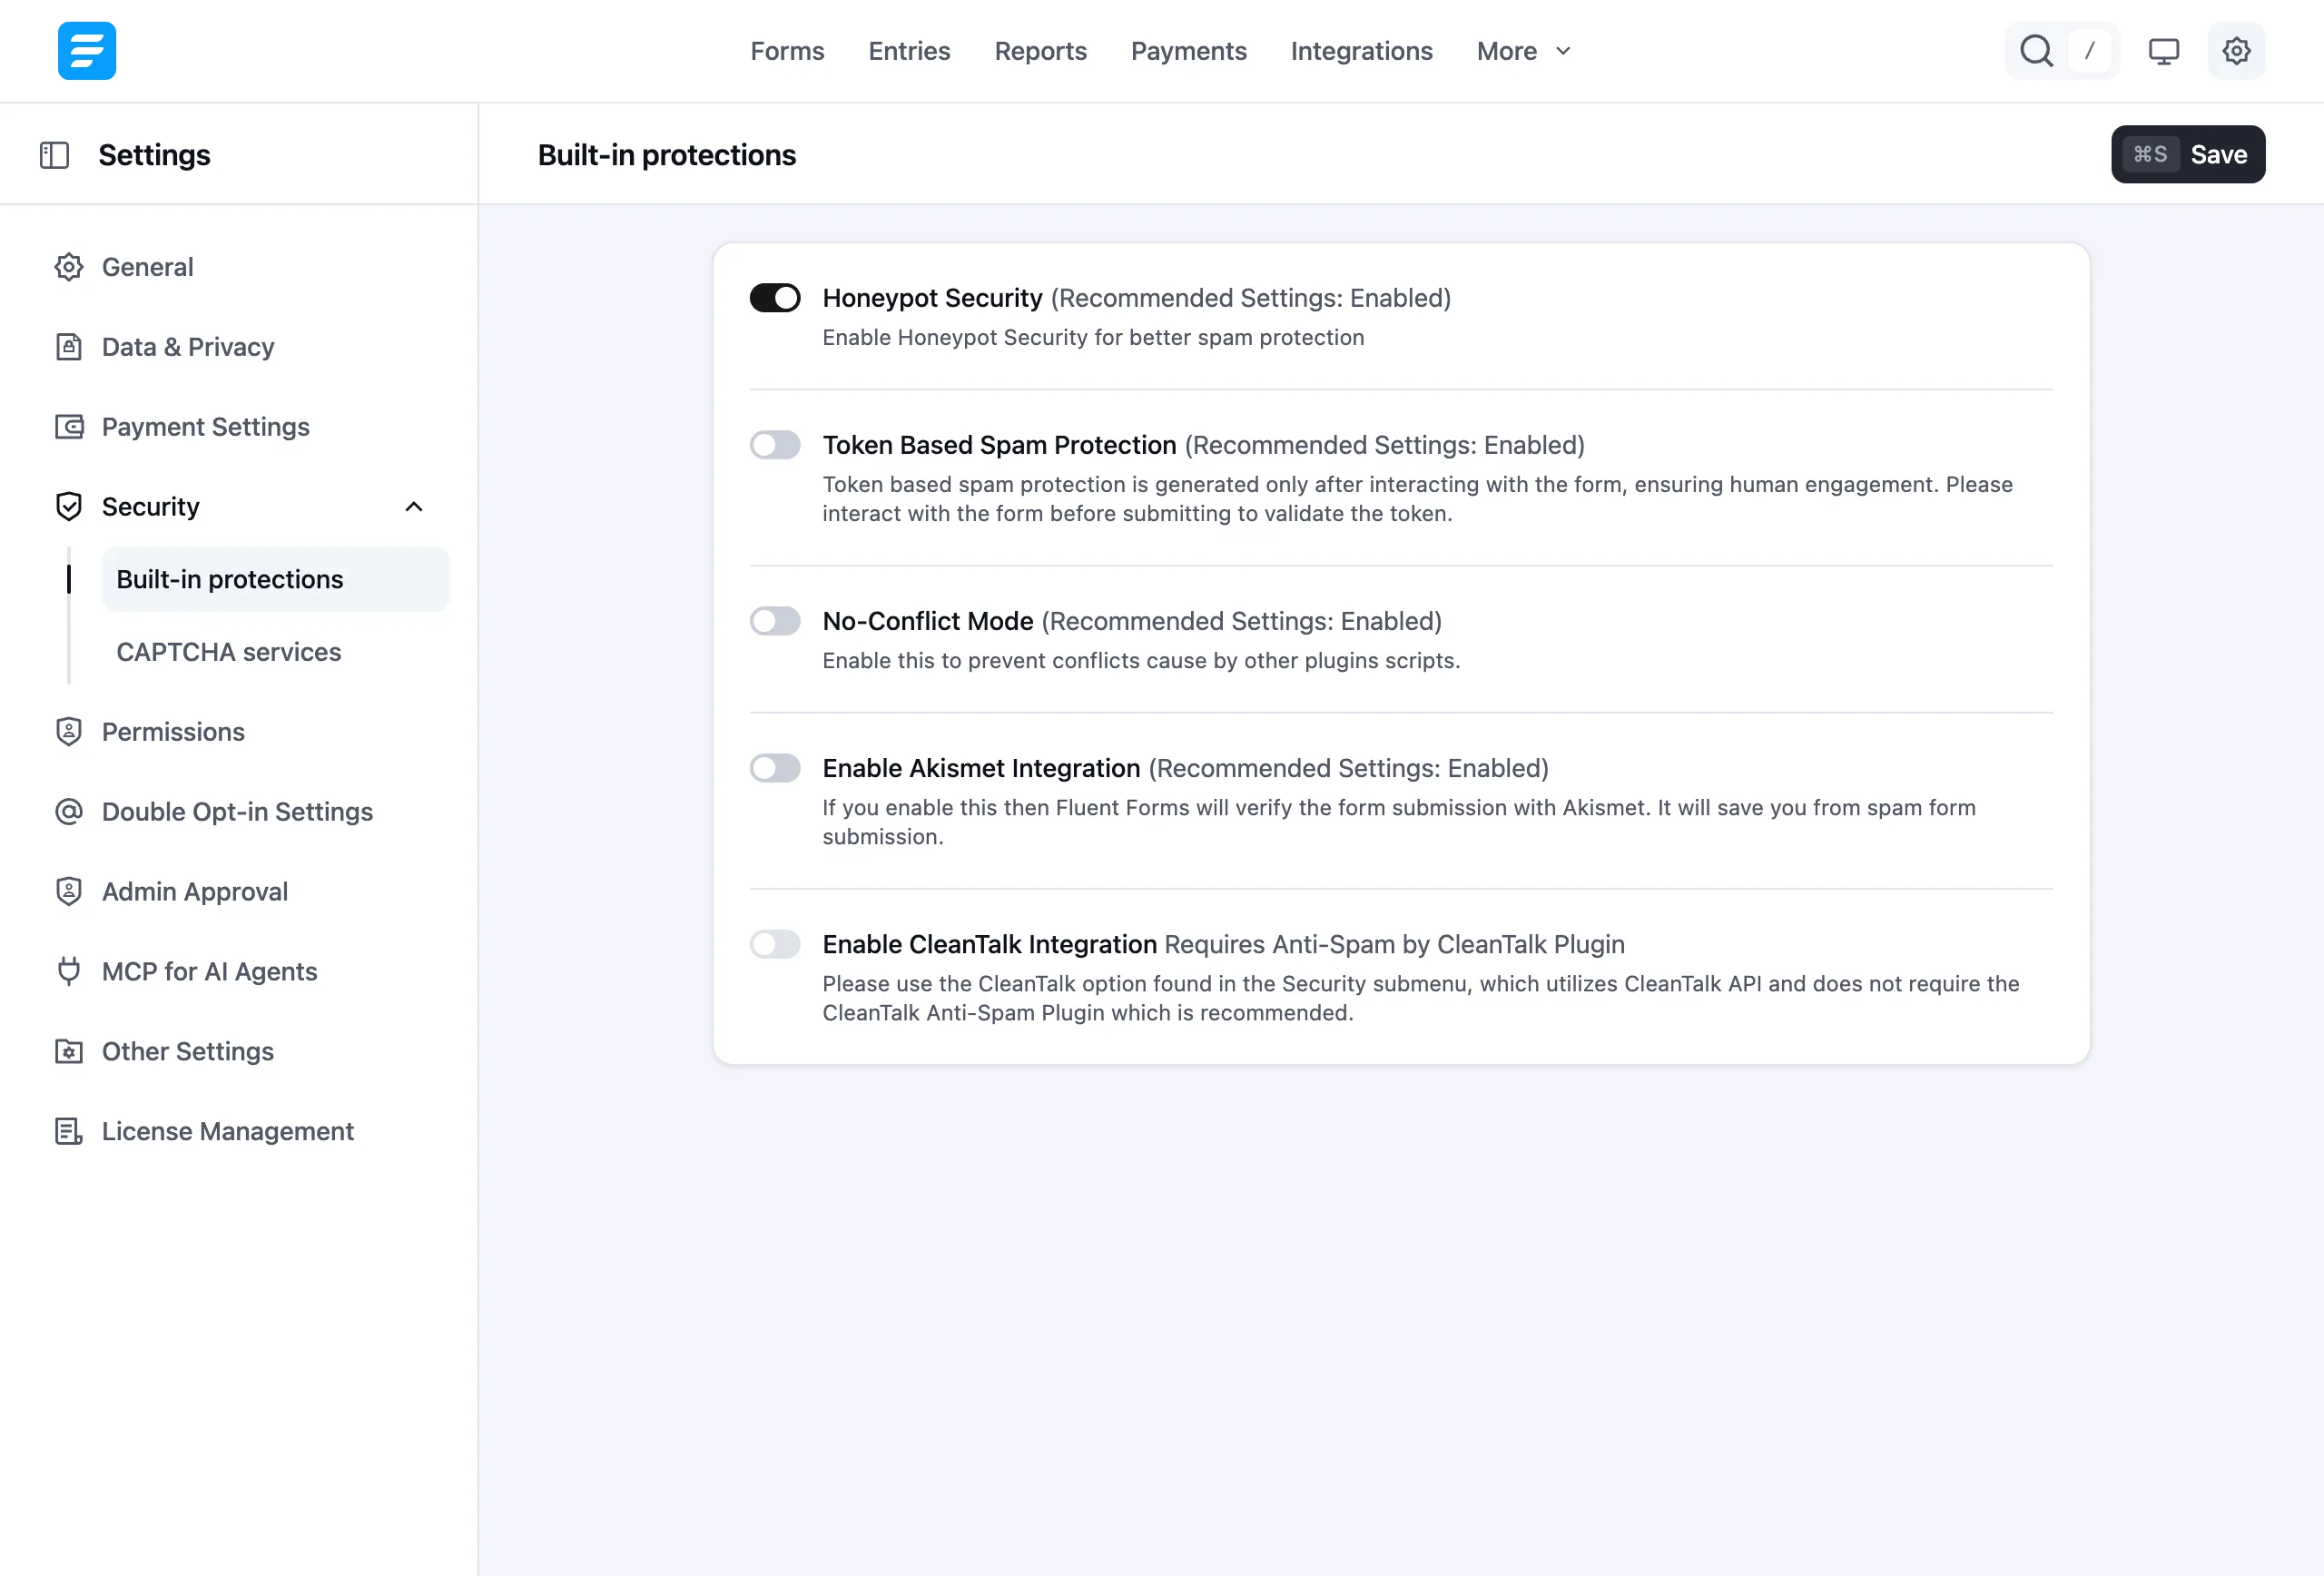 Forms
Entries
Reports
Payments
Integrations
More
/
Settings
Built-in protections
⌘S Save
General
Data & Privacy
Payment Settings
Security
Built-in protections
CAPTCHA services
Permissions
Double Opt-in Settings
Admin Approval
MCP for AI Agents
Other Settings
License Management
Honeypot Security (Recommended Settings: Enabled)
Enable Honeypot Security for better spam protection
Token Based Spam Protection (Recommended Settings: Enabled)
Token based spam protection is generated only after interacting with the form, ensuring human engagement. Please
interact with the form before submitting to validate the token.
No-Conflict Mode (Recommended Settings: Enabled)
Enable this to prevent conflicts cause by other plugins scripts.
Enable Akismet Integration (Recommended Settings: Enabled)
If you enable this then Fluent Forms will verify the form submission with Akismet. It will save you from spam form
submission.
Enable CleanTalk Integration Requires Anti-Spam by CleanTalk Plugin
Please use the CleanTalk option found in the Security submenu, which utilizes CleanTalk API and does not require the
CleanTalk Anti-Spam Plugin which is recommended.